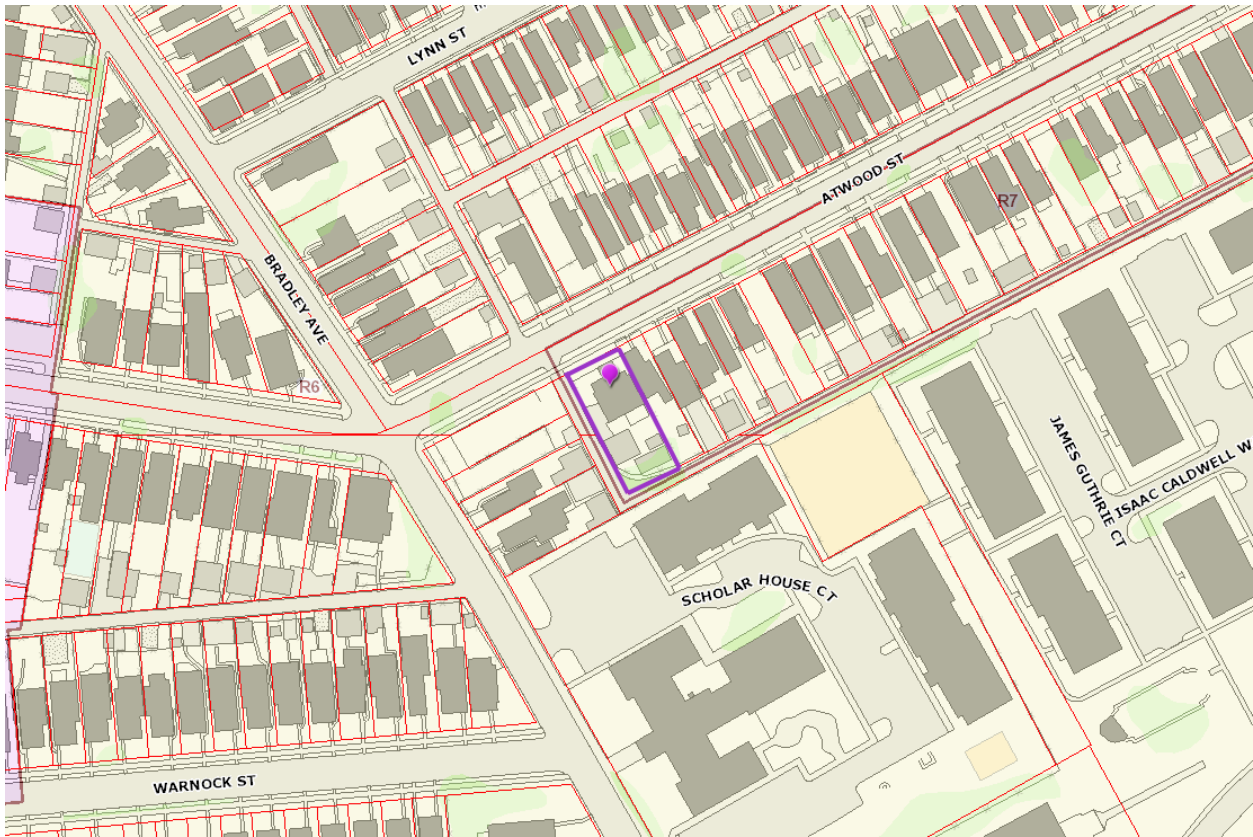 LYNN ST
ATWOOD ST
R7
BRADLEY AVE
R6
JAMES GUTHRIE CT
ISAAC CALDWELL W
SCHOLAR HOUSE CT
WARNOCK ST